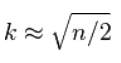 k ≈ √n/2